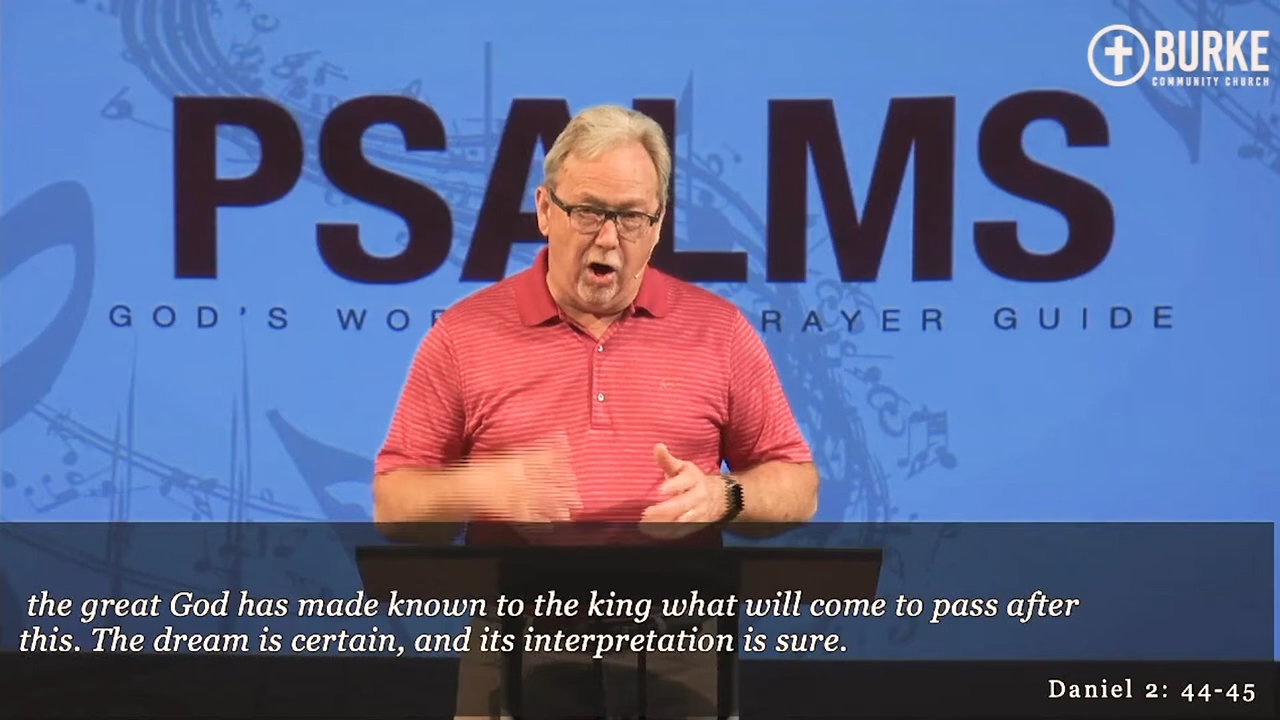 BURKE
COMMUNITY CHURCH
PSALMS
GOD'S RAYER GUIDE
the great God has made known to the king what will come to pass after
this. The dream is certain, and its interpretation is sure.
Daniel 2: 44-45